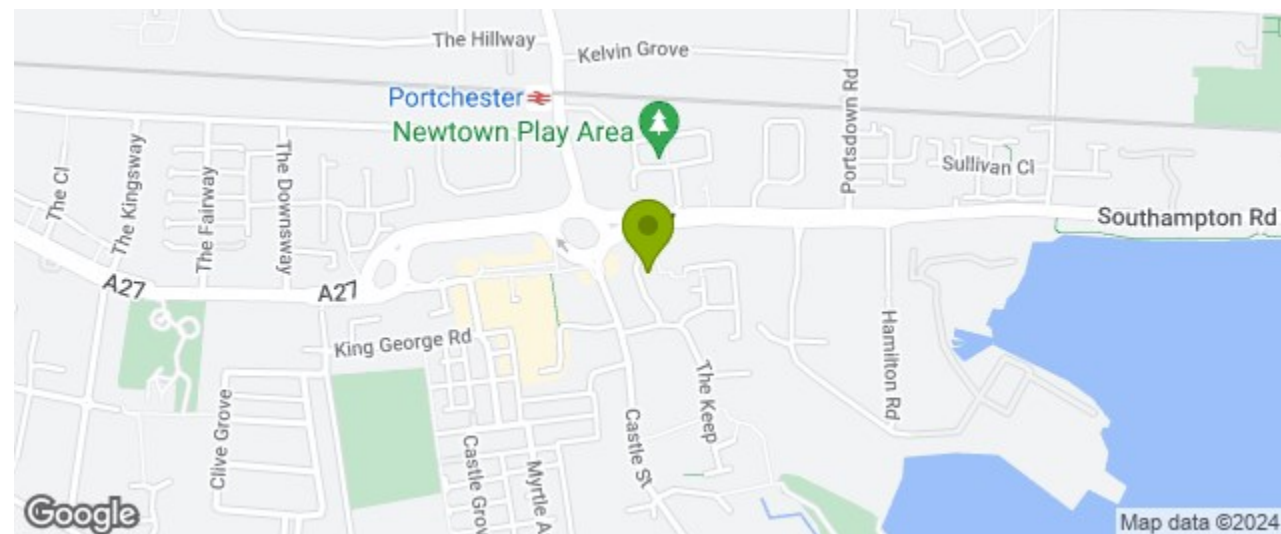 The Hillway
Kelvin Grove
Portchester
Newtown Play Area
Portsdown Rd
Sullivan Cl
The Cl
The Kingsway
The Fairway
The Downsway
Southampton Rd
A27
A27
King George Rd
Hamilton Rd
The Keep
Clive Grove
Castle St
Castle Grov
Myrtle A
Google
Map data ©2024